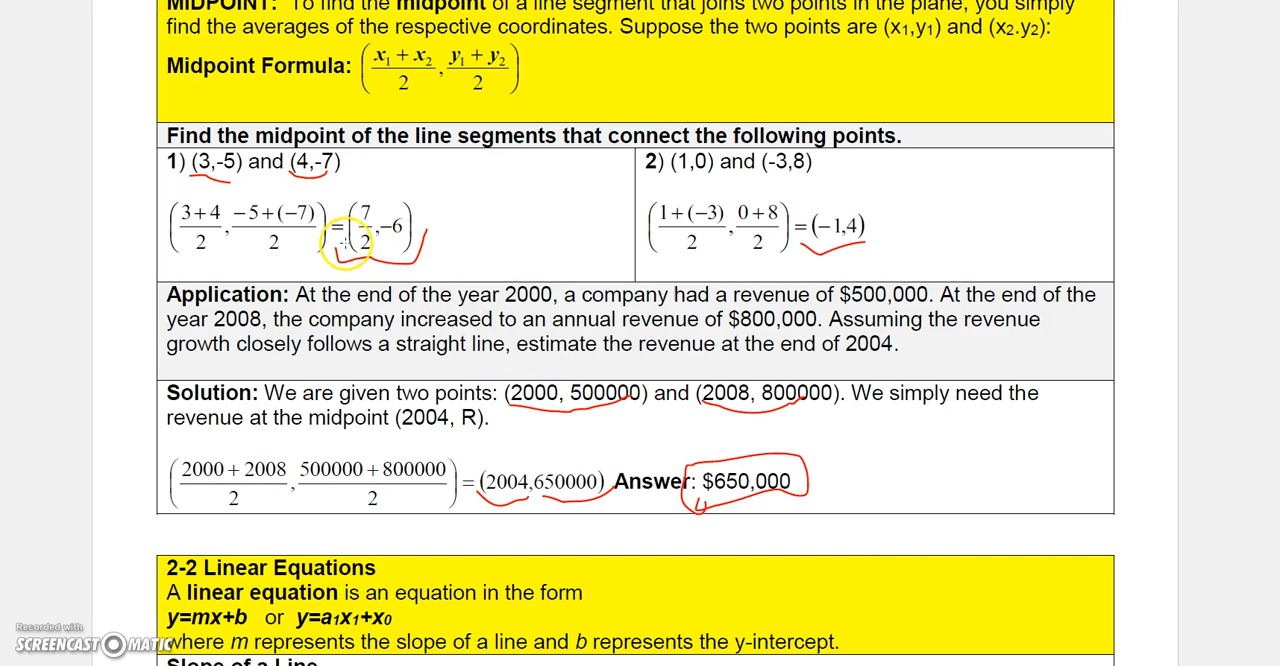 MIDPOINT: To find the midpoint of a line segment that joins two points in the plane, you simply
find the averages of the respective coordinates. Suppose the two points are (x₁,y₁) and (x₂.y₂):
Midpoint Formula: ( (x₁ + x₂)/2 , (y₁ + y₂)/2 )
Find the midpoint of the line segments that connect the following points.
1) (3,-5) and (4,-7)
( (3+4)/2 , (−5+(−7))/2 ) = ( 7/2 ,−6 )
2) (1,0) and (-3,8)
( (1+(−3))/2 , (0+8)/2 ) = (−1,4)
Application: At the end of the year 2000, a company had a revenue of $500,000. At the end of the
year 2008, the company increased to an annual revenue of $800,000. Assuming the revenue
growth closely follows a straight line, estimate the revenue at the end of 2004.
Solution: We are given two points: (2000, 500000) and (2008, 800000). We simply need the
revenue at the midpoint (2004, R).
( (2000+2008)/2 , (500000+800000)/2 ) = (2004,650000) Answer: $650,000
2-2 Linear Equations
A linear equation is an equation in the form
y=mx+b or y=a₁x₁+x₀
where m represents the slope of a line and b represents the y-intercept.
Slope of a Line
Recorded with
SCREENCAST MATIC